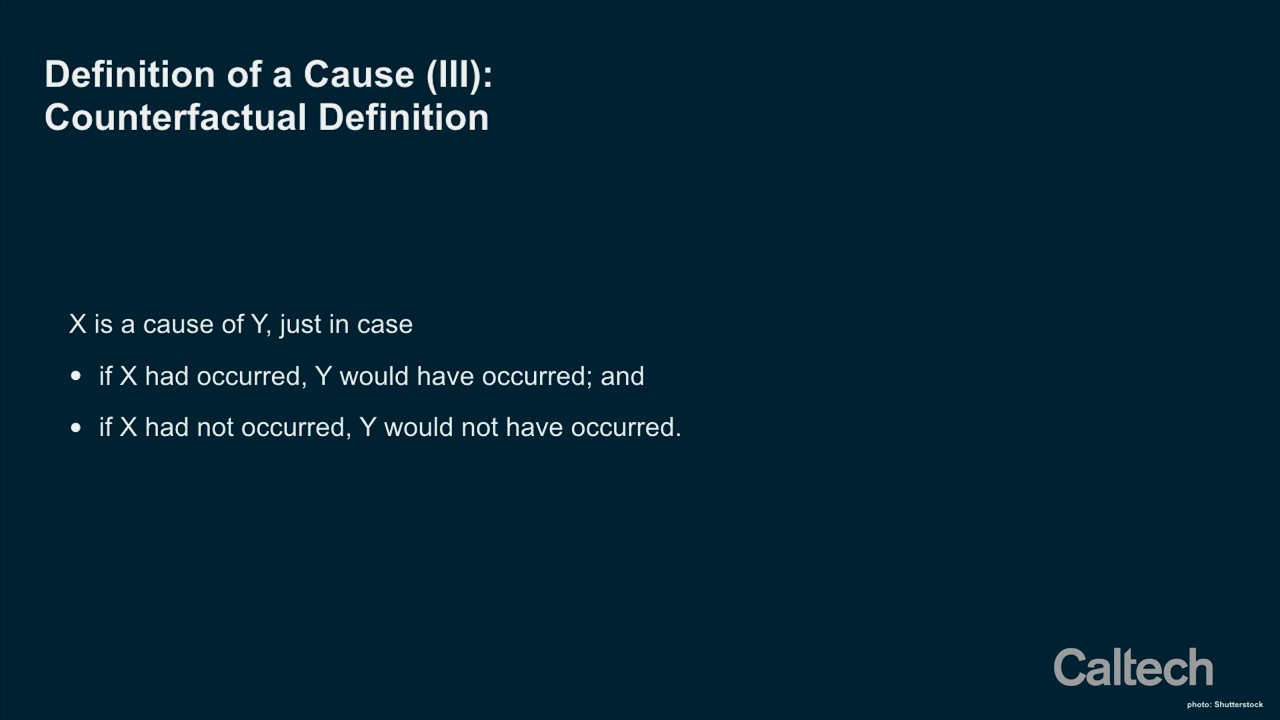 Definition of a Cause (III):
Counterfactual Definition
X is a cause of Y, just in case
• if X had occurred, Y would have occurred; and
• if X had not occurred, Y would not have occurred.
Caltech
photo: Shutterstock